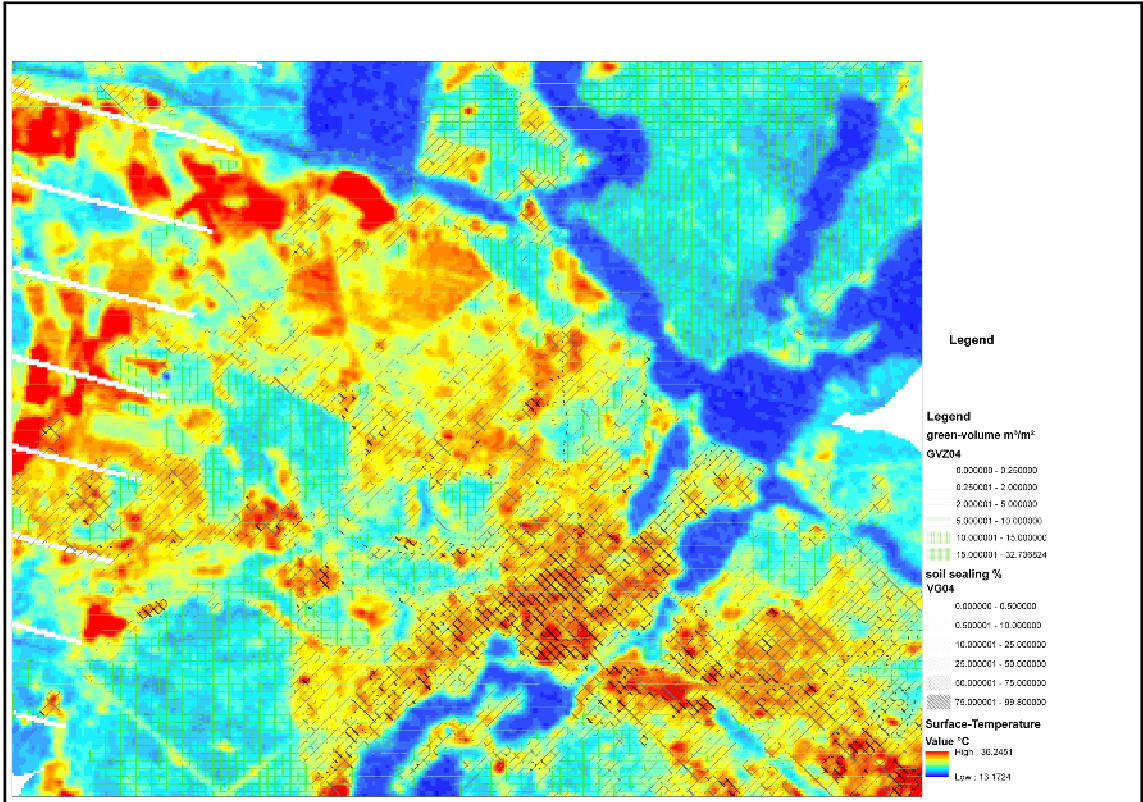 Legend
Legend
green-volume m³/m²
GVZ04
0.000000 - 0.250000
0.250001 - 2.000000
2.000001 - 5.000000
5.000001 - 10.000000
10.000001 - 15.000000
15.000001 - 32.736824
soil sealing %
VG04
0.000000 - 0.500000
0.500001 - 10.000000
10.000001 - 25.000000
25.000001 - 50.000000
50.000001 - 75.000000
75.000001 - 99.800000
Surface-Temperature
Value °C
High : 36.2451
Low : 13.1724